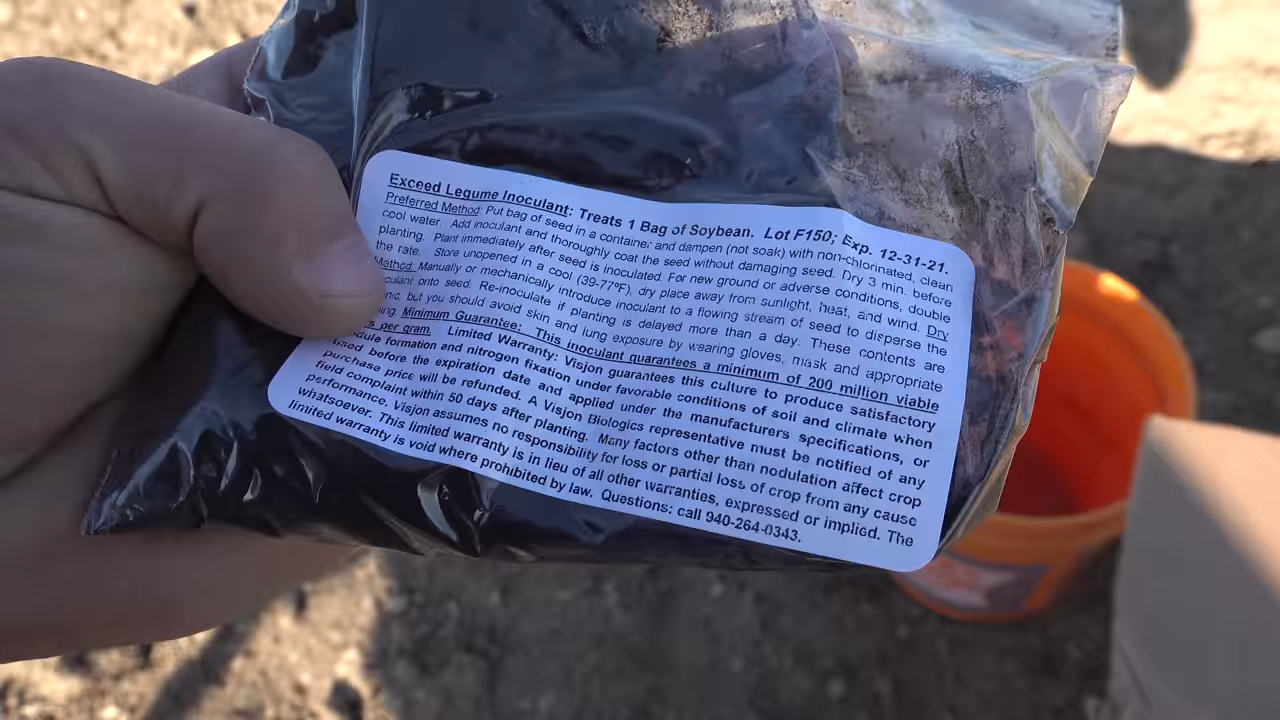 Exceed Legume Inoculant: Treats 1 Bag of Soybean. Lot F150; Exp. 12-31-21.
Preferred Method: Put bag of seed in a container and dampen (not soak) with non-chlorinated, clean
cool water. Add inoculant and thoroughly coat the seed without damaging seed. Dry 3 min. before
planting. Plant immediately after seed is inoculated. For new ground or adverse conditions, double
the rate. Store unopened in a cool (39-77°F), dry place away from sunlight, heat, and wind. Dry
Method: Manually or mechanically introduce inoculant to a flowing stream of seed to disperse the
onto seed. Re-inoculate if planting is delayed more than a day. These contents are
but you should avoid skin and lung exposure by wearing gloves, mask and appropriate
Minimum Guarantee: This inoculant guarantees a minimum of 200 million viable
per gram. Limited Warranty: Visjon guarantees this culture to produce satisfactory
formation and nitrogen fixation under favorable conditions of soil and climate when
used before the expiration date and applied under the manufacturers specifications, or
purchase price will be refunded. A Visjon Biologics representative must be notified of any
field complaint within 50 days after planting. Many factors other than nodulation affect crop
performance. Visjon assumes no responsibility for loss or partial loss of crop from any cause
whatsoever. This limited warranty is in lieu of all other warranties, expressed or implied. The
limited warranty is void where prohibited by law. Questions: call 940-264-0343.